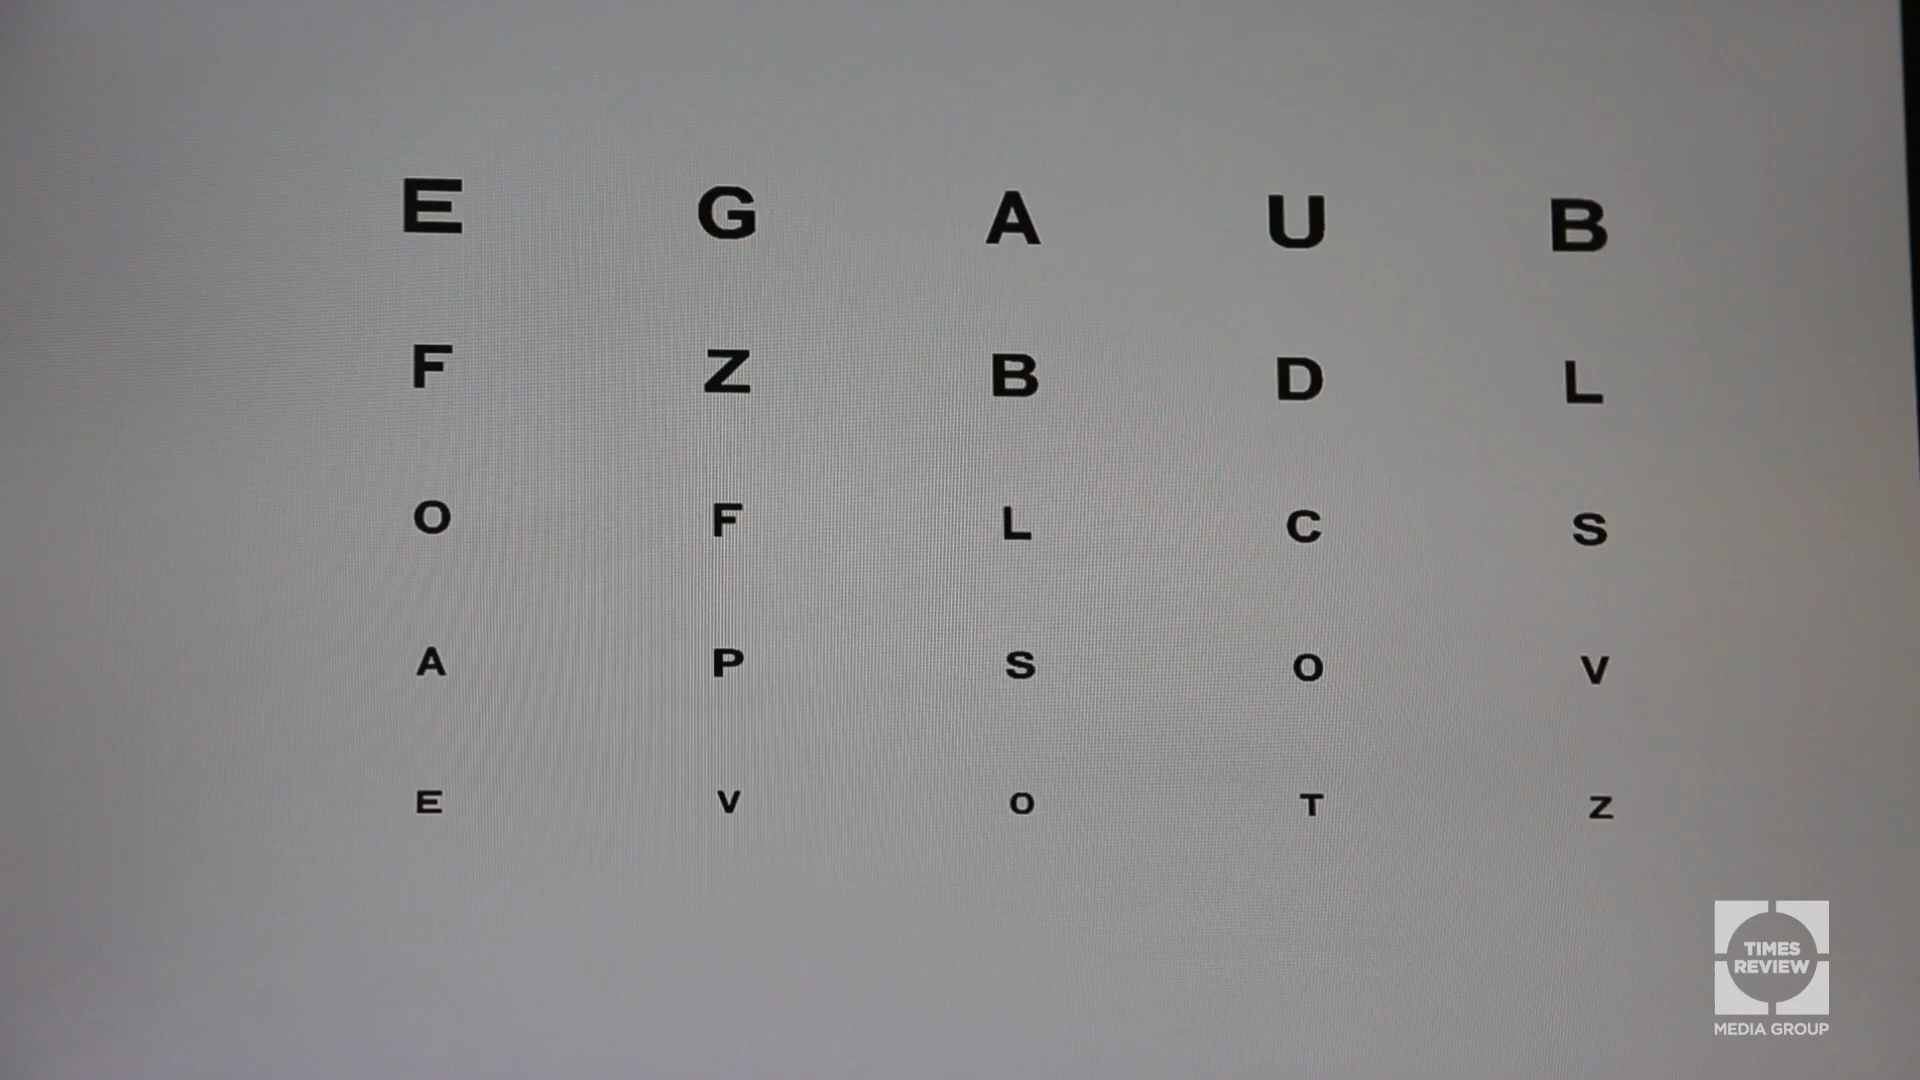 E G A U B
F Z B D L
O F L C S
A P S O V
E V O T Z
TIMES
REVIEW
MEDIA GROUP